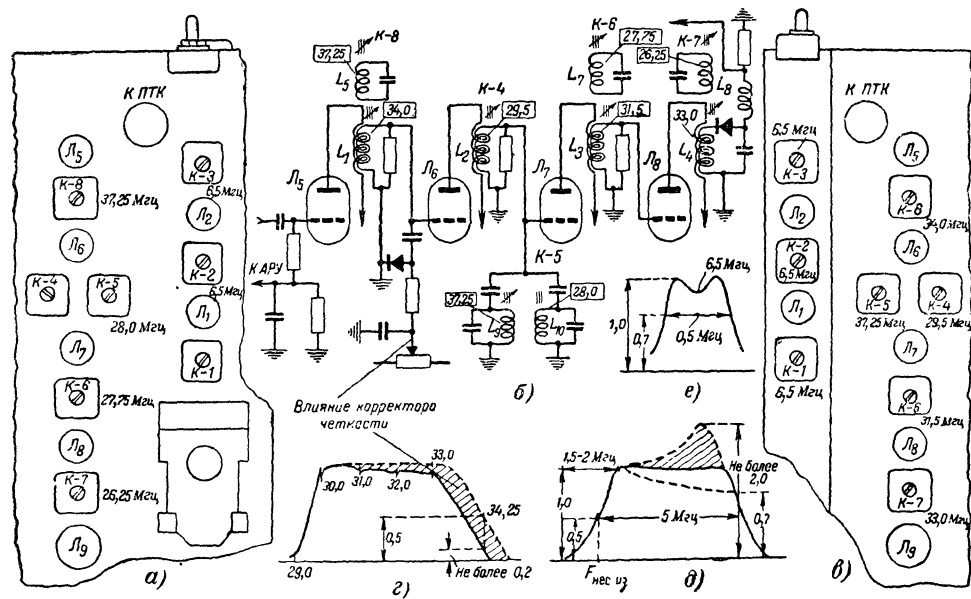 К ПТК
Л5
К-8
37,25 Мгц
Л6
К-4
К-5
28,0 Мгц
Л7
К-6
27,75 Мгц
Л8
К-7
26,25 Мгц
Л9
К-3
6,5 Мгц
Л2
К-2
6,5 Мгц
Л1
К-1
а)
37,25
К-8
L5
34,0
L1
Л5
К АРУ
К-4
29,5
L2
Л6
К-6
27,75
L7
31,5
L3
Л7
К-7
26,25
L8
33,0
L4
Л8
К-5
37,25
L9
28,0
L10
б)
Влияние корректора
четкости
6,5 Мгц
1,0
0,7
0,5 Мгц
е)
33,0
30,0
31,0
32,0
34,25
0,5
29,0
не более 0,2
г)
1,5-2 Мгц
не более
2,0
1,0
0,5
5 Мгц
0,7
Fнес из
д)
6,5 Мгц
К-3
Л2
К-2
6,5 Мгц
Л1
К-1
6,5 Мгц
К ПТК
Л5
К-8
34,0 Мгц
Л6
К-5
К-4
37,25 Мгц
29,5 Мгц
Л7
К-6
31,5 Мгц
Л8
К-7
33,0 Мгц
Л9
в)